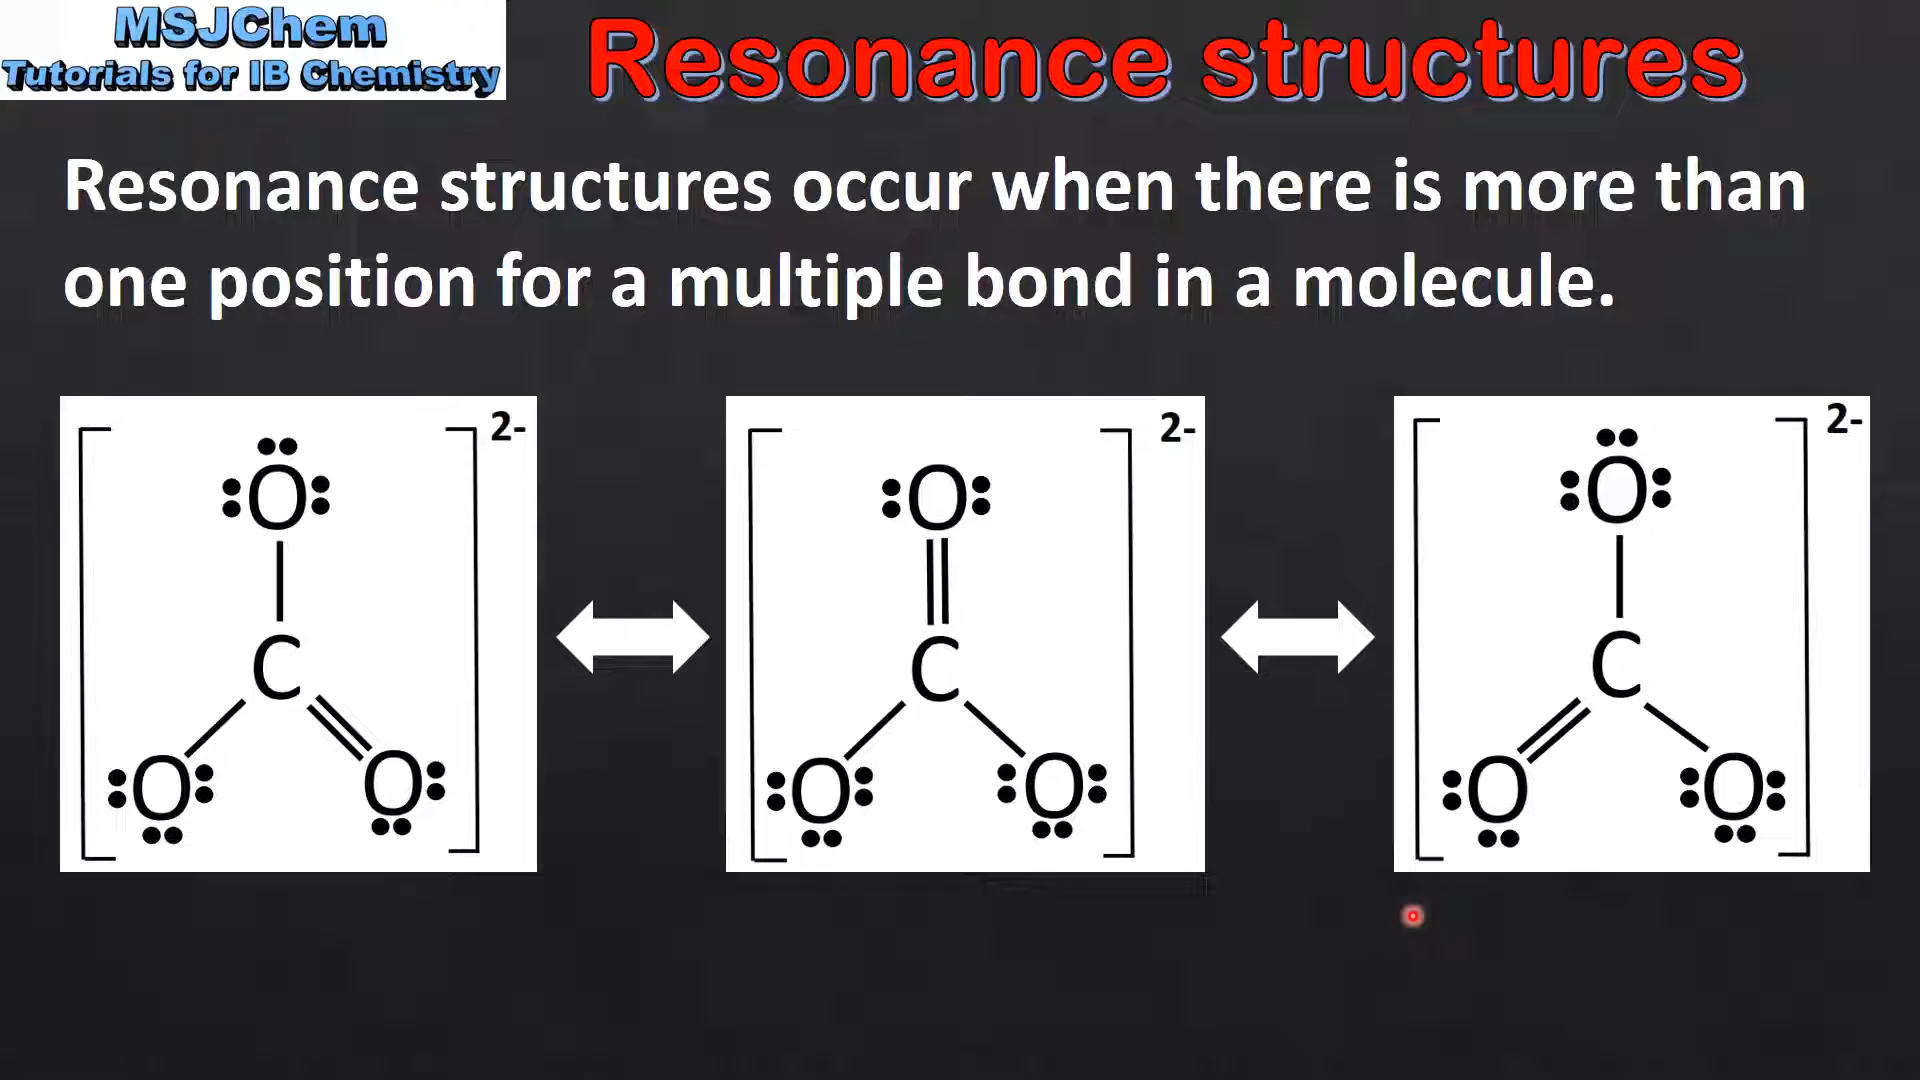 MSJChem
Tutorials for IB Chemistry
Resonance structures
Resonance structures occur when there is more than
one position for a multiple bond in a molecule.
2-
O
C
O O
2-
O
C
O O
2-
O
C
O O